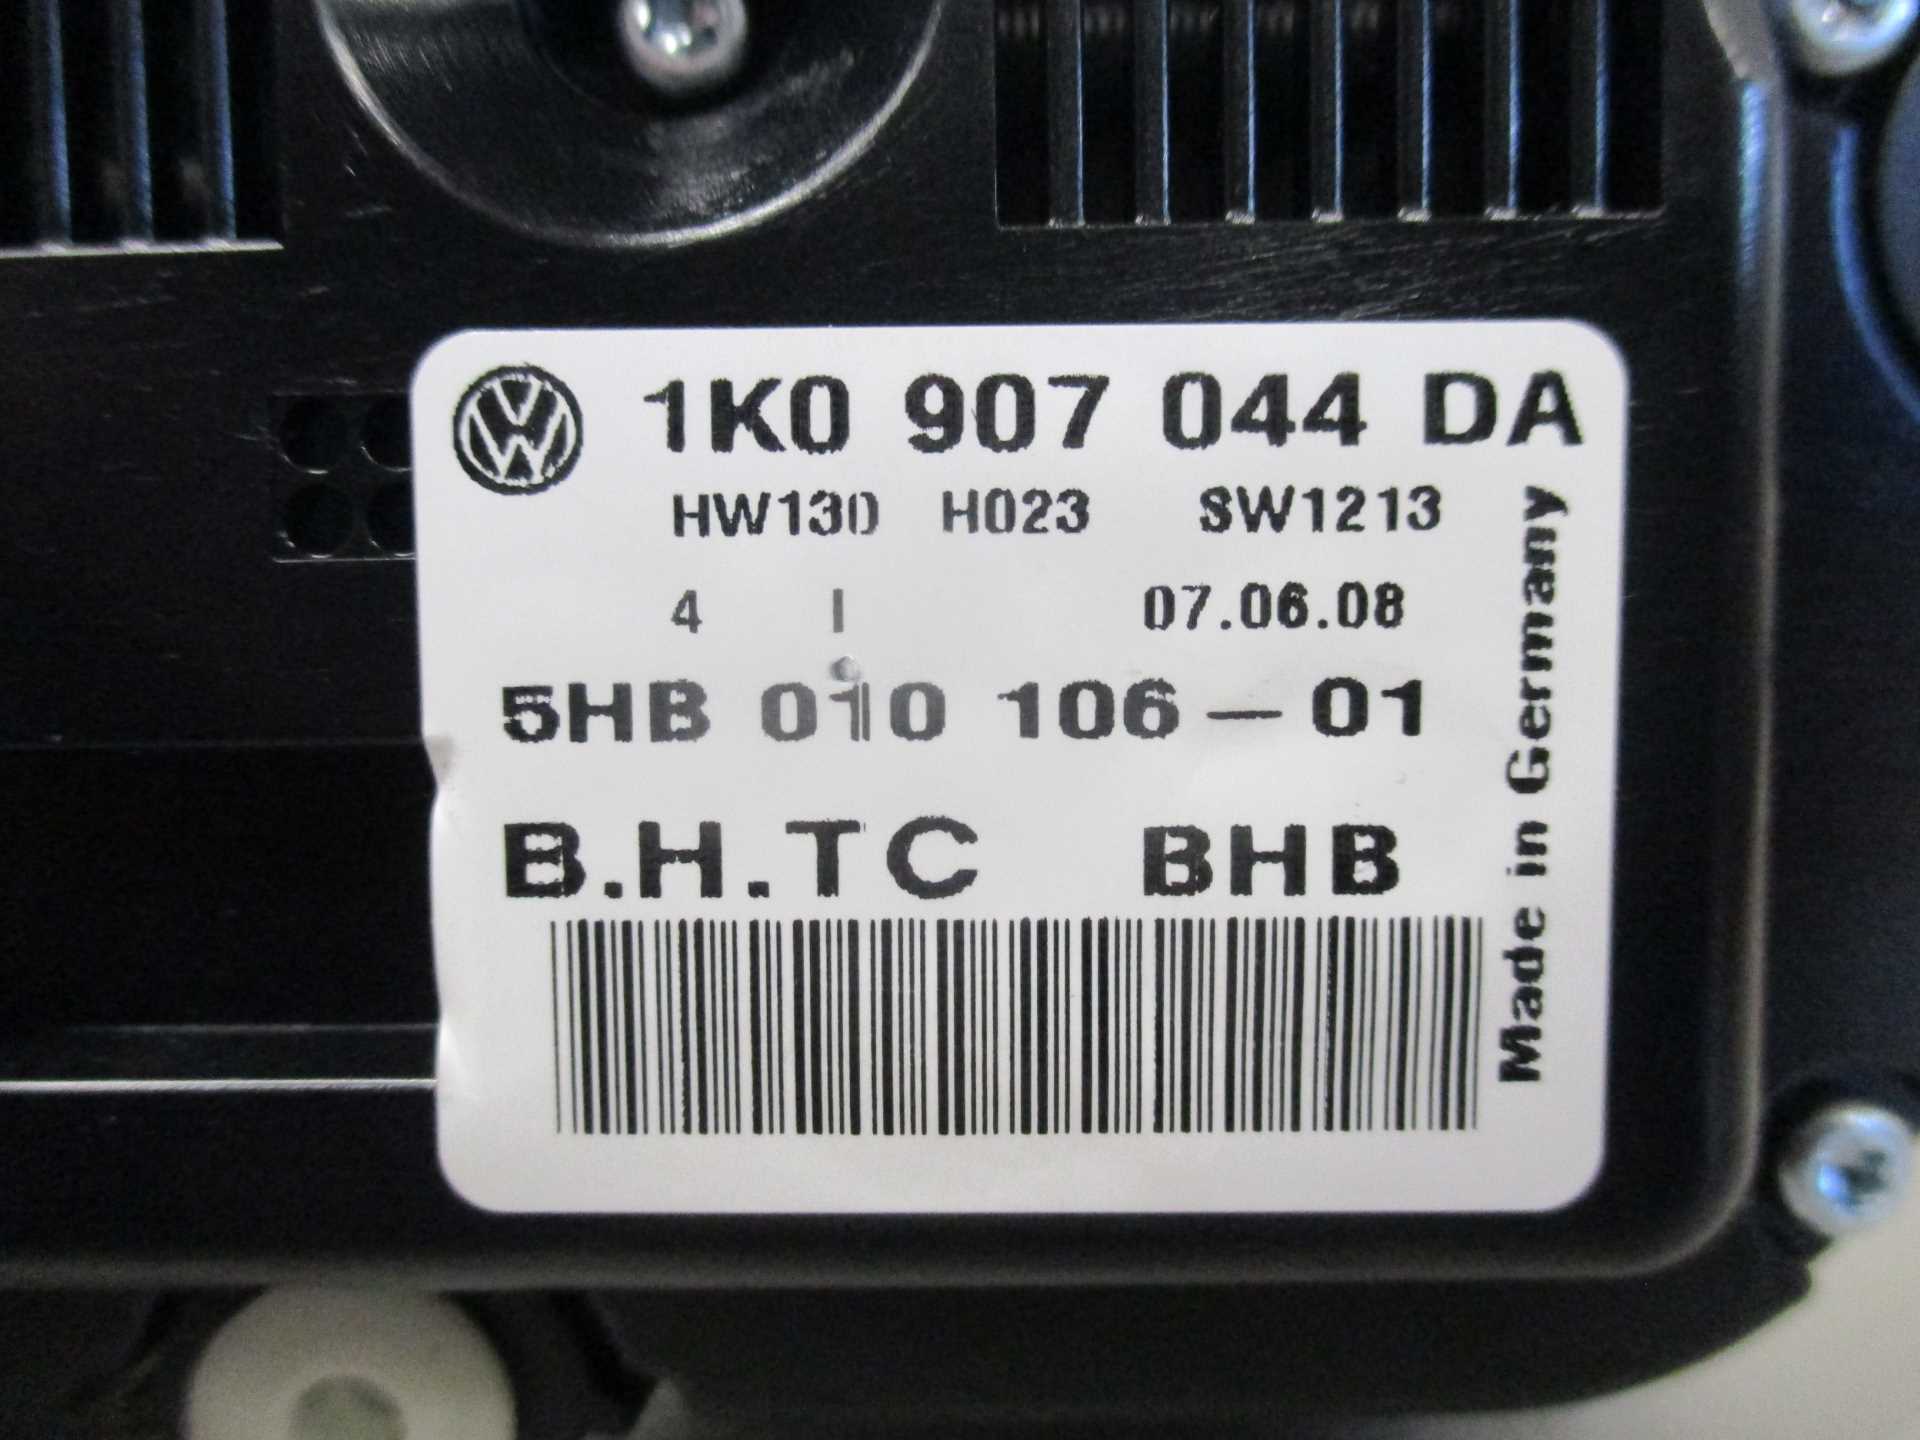 1K0 907 044 DA
HW130 H023 SW1213
4 I 07.06.08
5HB 010 106 – 01
B.H.TC BHB
Made in Germany